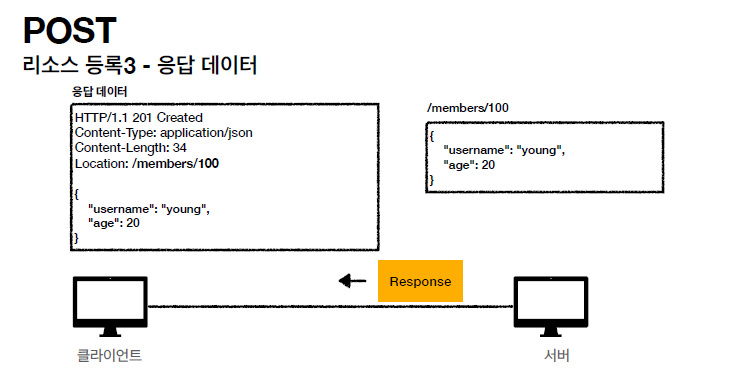 POST
리소스 등록3 - 응답 데이터
응답 데이터
HTTP/1.1 201 Created
Content-Type: application/json
Content-Length: 34
Location: /members/100
{
"username": "young",
"age": 20
}
/members/100
{
"username": "young",
"age": 20
}
Response
클라이언트
서버